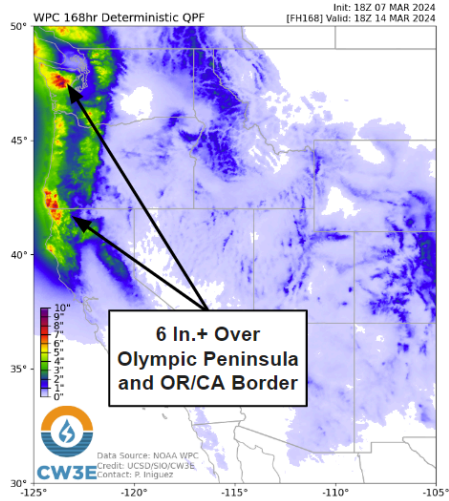 Init: 18Z 07 MAR 2024
WPC 168hr Deterministic QPF
[FH168] Valid: 18Z 14 MAR 2024
50°
45°
40°
35°
30°
10"
9"
8"
7"
6"
5"
4"
3"
2"
1"
0"
6 In.+ Over
Olympic Peninsula
and OR/CA Border
CW3E
Data Source: NOAA WPC
Credit: UCSD/SIO/CW3E
Contact: P. Iñiguez
-125
-120
-115
-110
-105